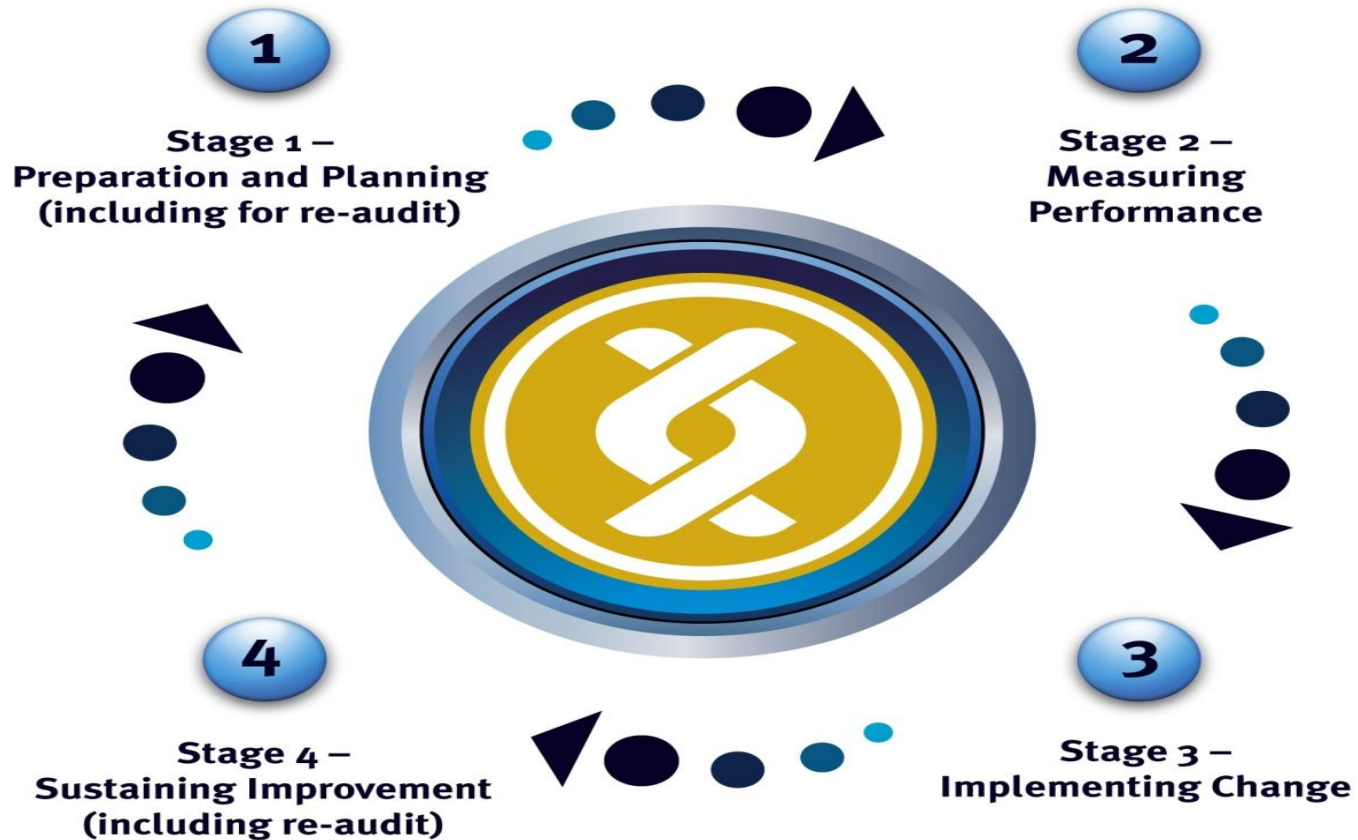 1
Stage 1 –
Preparation and Planning
(including for re-audit)
2
Stage 2 –
Measuring
Performance
3
Stage 3 –
Implementing Change
4
Stage 4 –
Sustaining Improvement
(including re-audit)